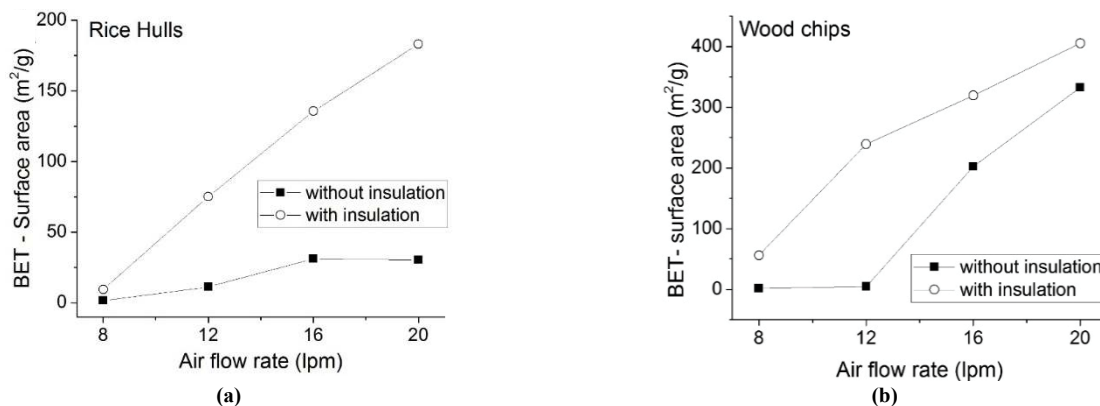 Rice Hulls
BET - Surface area (m²/g)
200
150
100
50
0
without insulation
with insulation
8 12 16 20
Air flow rate (lpm)
(a)
Wood chips
BET- surface area (m²/g)
400
300
200
100
0
without insulation
with insulation
8 12 16 20
Air flow rate (lpm)
(b)